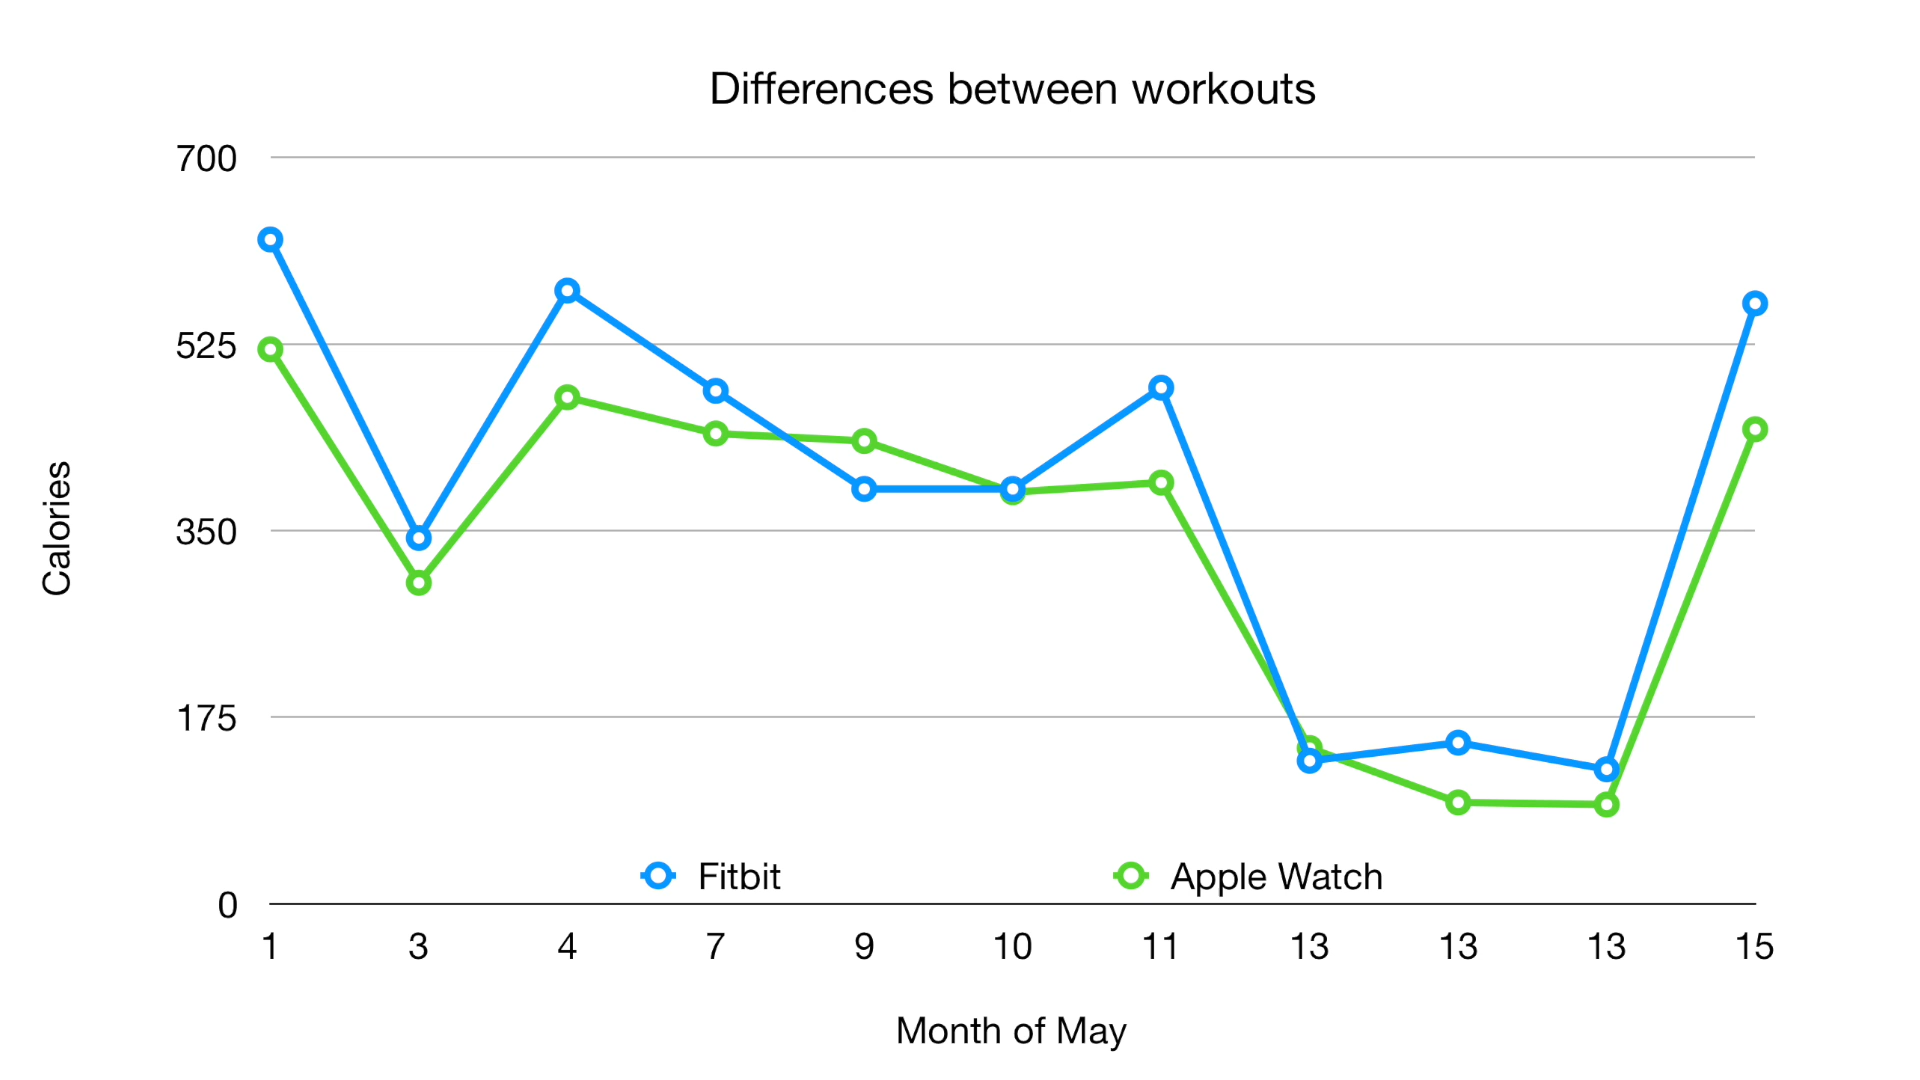 Differences between workouts
700
525
350
175
0
Calories
Fitbit Apple Watch
1 3 4 7 9 10 11 13 13 13 15
Month of May